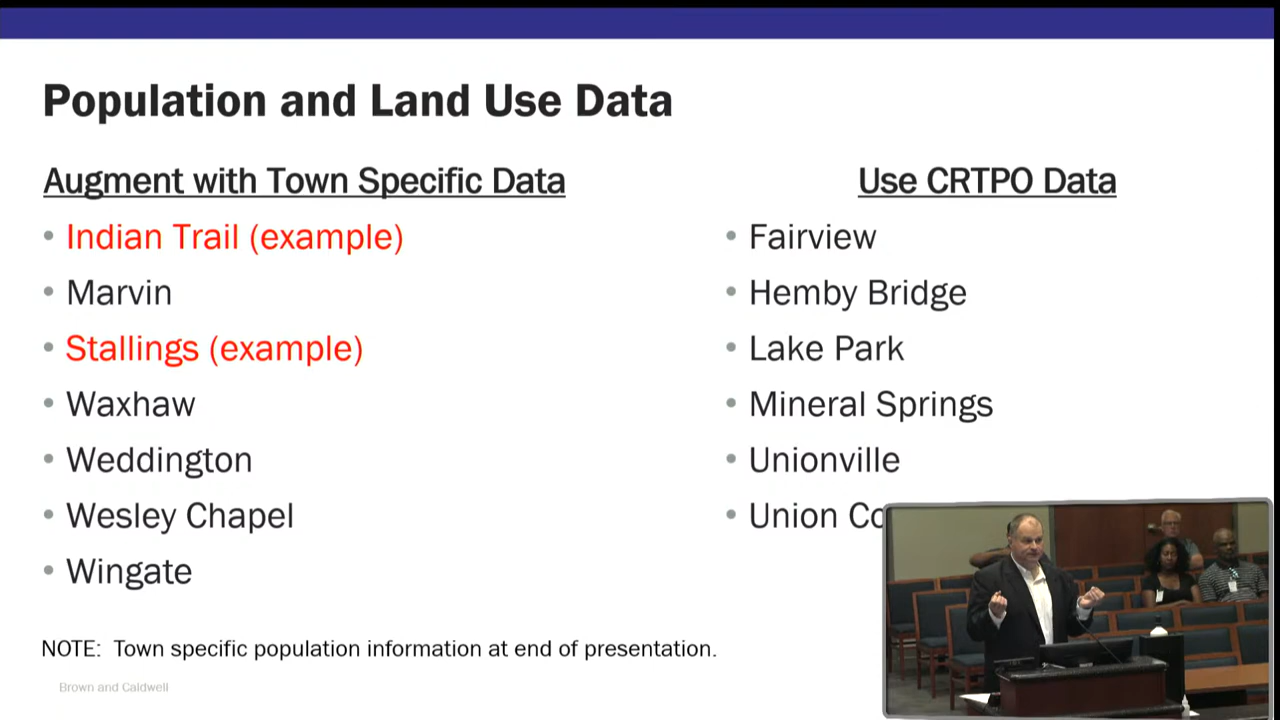 Population and Land Use Data
Augment with Town Specific Data
• Indian Trail (example)
• Marvin
• Stallings (example)
• Waxhaw
• Weddington
• Wesley Chapel
• Wingate
Use CRTPO Data
• Fairview
• Hemby Bridge
• Lake Park
• Mineral Springs
• Unionville
• Union
NOTE: Town specific population information at end of presentation.
Brown and Caldwell